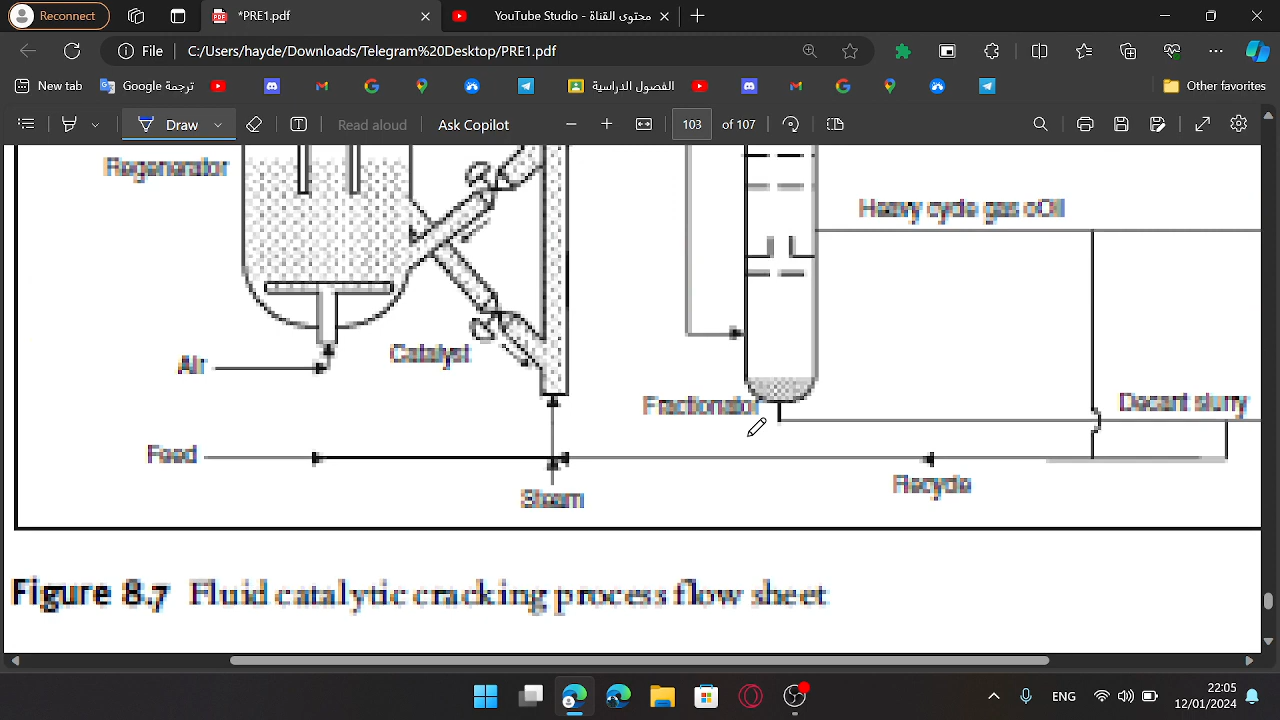 Reconnect
*PRE1.pdf
YouTube Studio - محتوى القناة
File
C:/Users/hayde/Downloads/Telegram%20Desktop/PRE1.pdf
New tab
Google ترجمة
الفصول الدراسية
Other favorites
Draw
Read aloud
Ask Copilot
103 of 107
Regenerator
Heavy cycle gas oOil
Air
Catalyst
Fractionator
Decant slurry
Feed
Steam
Recycle
Figure 8.7 Fluid catalytic cracking process flow sheet
ENG
22:05
12/01/2024